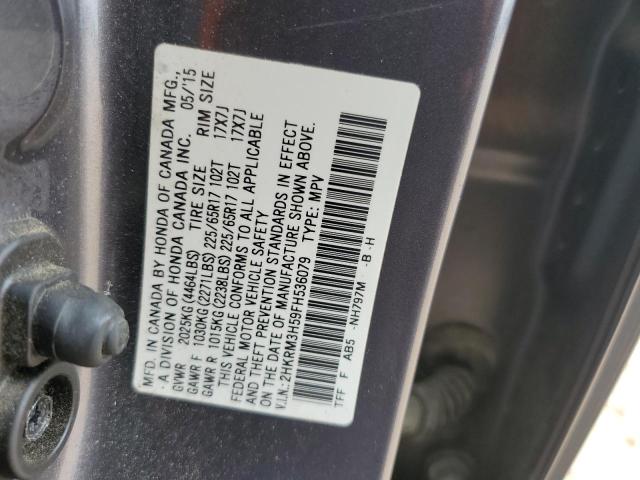 MFD. IN CANADA BY HONDA OF CANADA MFG.,
A DIVISION OF HONDA CANADA INC. 05/'15
GVWR 2025KG(4464LBS) TIRE SIZE RIM SIZE
GAWR F 1030KG(2271LBS) 225/65R17 102T 17X7J
GAWR R 1015KG(2238LBS) 225/65R17 102T 17X7J
THIS VEHICLE CONFORMS TO ALL APPLICABLE
FEDERAL MOTOR VEHICLE SAFETY
AND THEFT PREVENTION STANDARDS IN EFFECT
ON THE DATE OF MANUFACTURE SHOWN ABOVE.
V.I.N.: 2HKRM3H59FH536079 TYPE: MPV
TFF F AB5 -NH797M -B -H